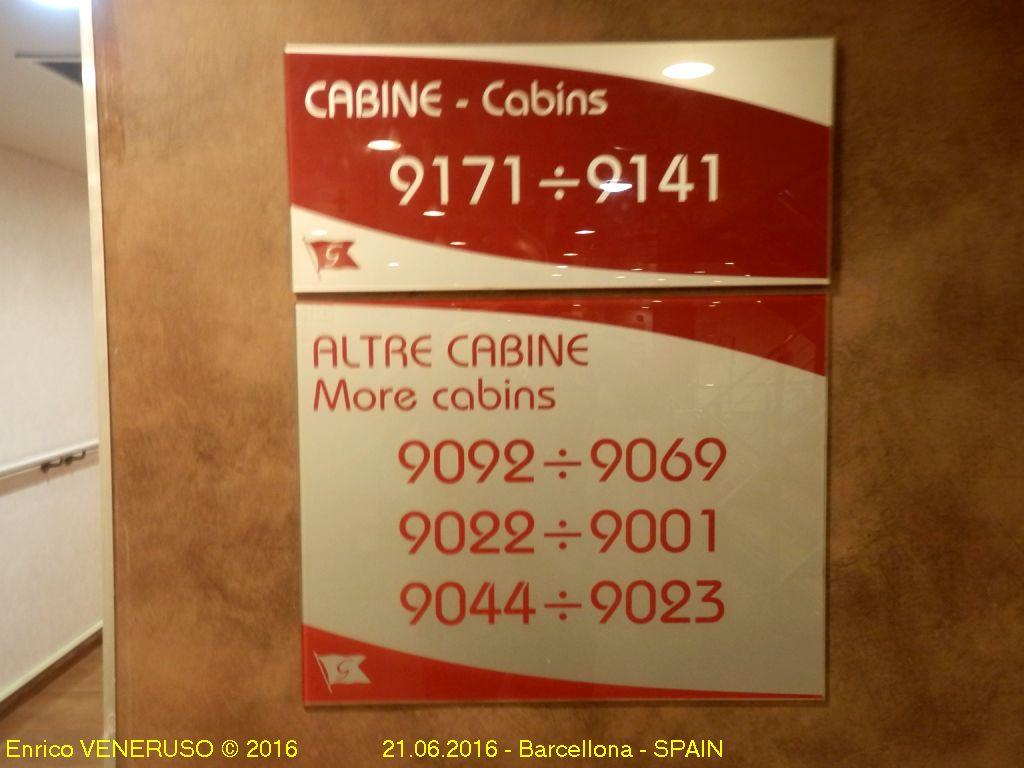 CABINE - Cabins
9171÷9141
G
ALTRE CABINE
More cabins
9092÷9069
9022÷9001
9044÷9023
G
Enrico VENERUSO © 2016 21.06.2016 - Barcellona - SPAIN